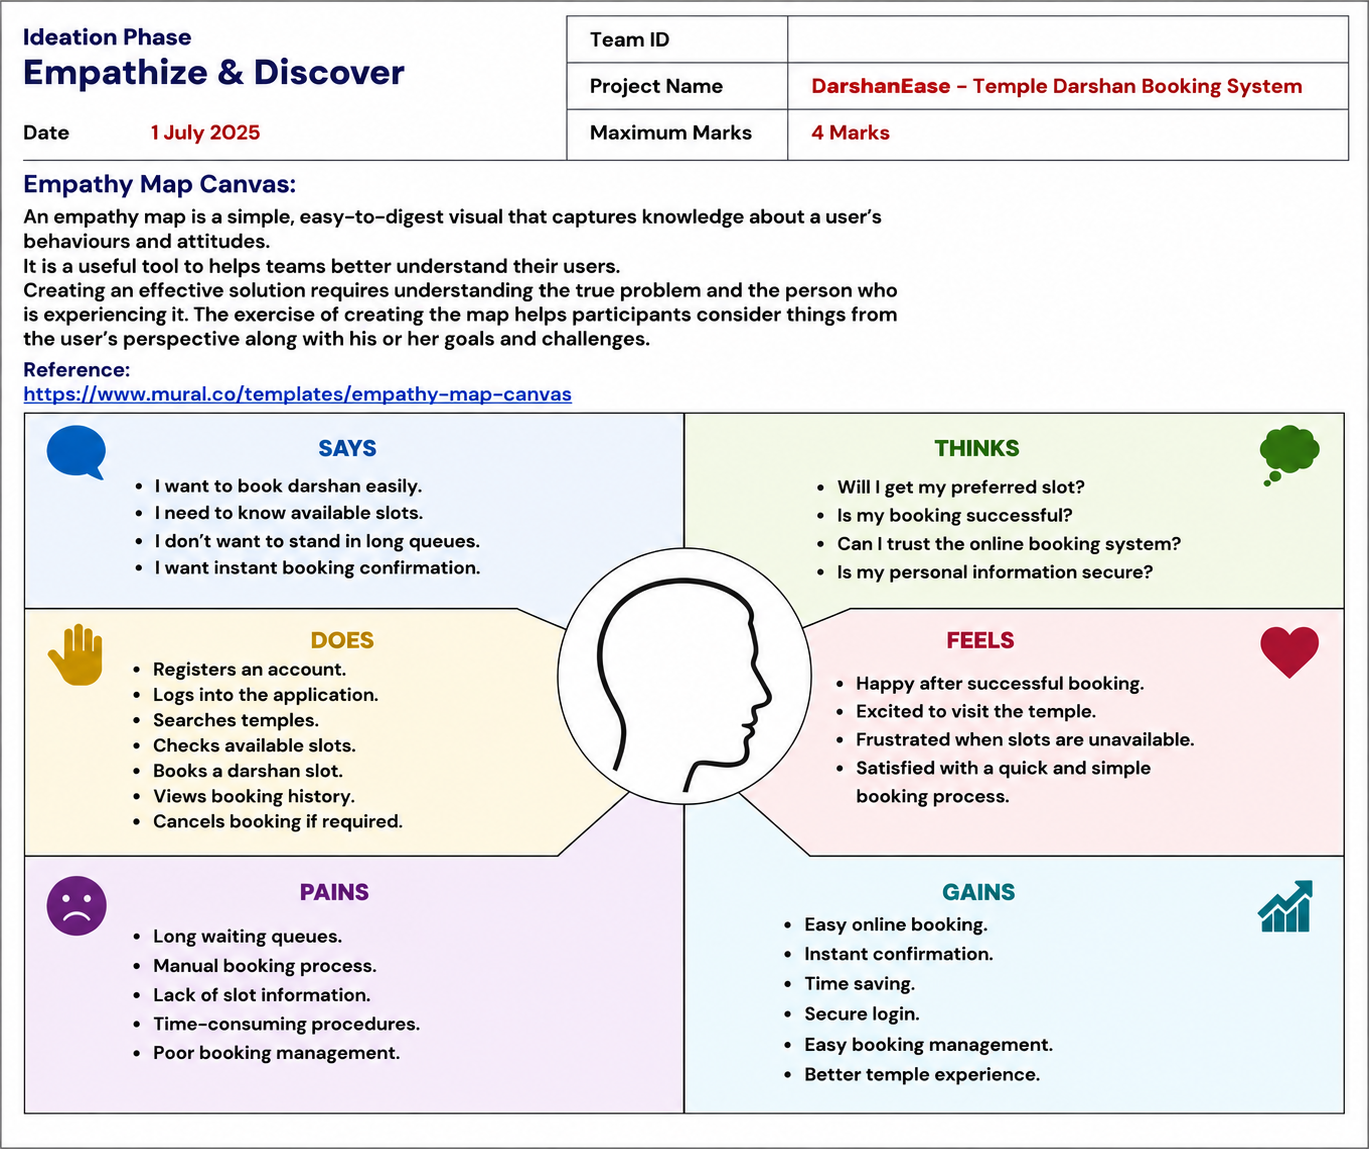 Ideation Phase
Empathize & Discover
Date 1 July 2025
Team ID
Project Name DarshanEase – Temple Darshan Booking System
Maximum Marks 4 Marks
Empathy Map Canvas:
An empathy map is a simple, easy-to-digest visual that captures knowledge about a user's
behaviours and attitudes.
It is a useful tool to helps teams better understand their users.
Creating an effective solution requires understanding the true problem and the person who
is experiencing it. The exercise of creating the map helps participants consider things from
the user's perspective along with his or her goals and challenges.
Reference:
https://www.mural.co/templates/empathy-map-canvas
SAYS
• I want to book darshan easily.
• I need to know available slots.
• I don't want to stand in long queues.
• I want instant booking confirmation.
THINKS
• Will I get my preferred slot?
• Is my booking successful?
• Can I trust the online booking system?
• Is my personal information secure?
DOES
• Registers an account.
• Logs into the application.
• Searches temples.
• Checks available slots.
• Books a darshan slot.
• Views booking history.
• Cancels booking if required.
FEELS
• Happy after successful booking.
• Excited to visit the temple.
• Frustrated when slots are unavailable.
• Satisfied with a quick and simple
booking process.
PAINS
• Long waiting queues.
• Manual booking process.
• Lack of slot information.
• Time-consuming procedures.
• Poor booking management.
GAINS
• Easy online booking.
• Instant confirmation.
• Time saving.
• Secure login.
• Easy booking management.
• Better temple experience.